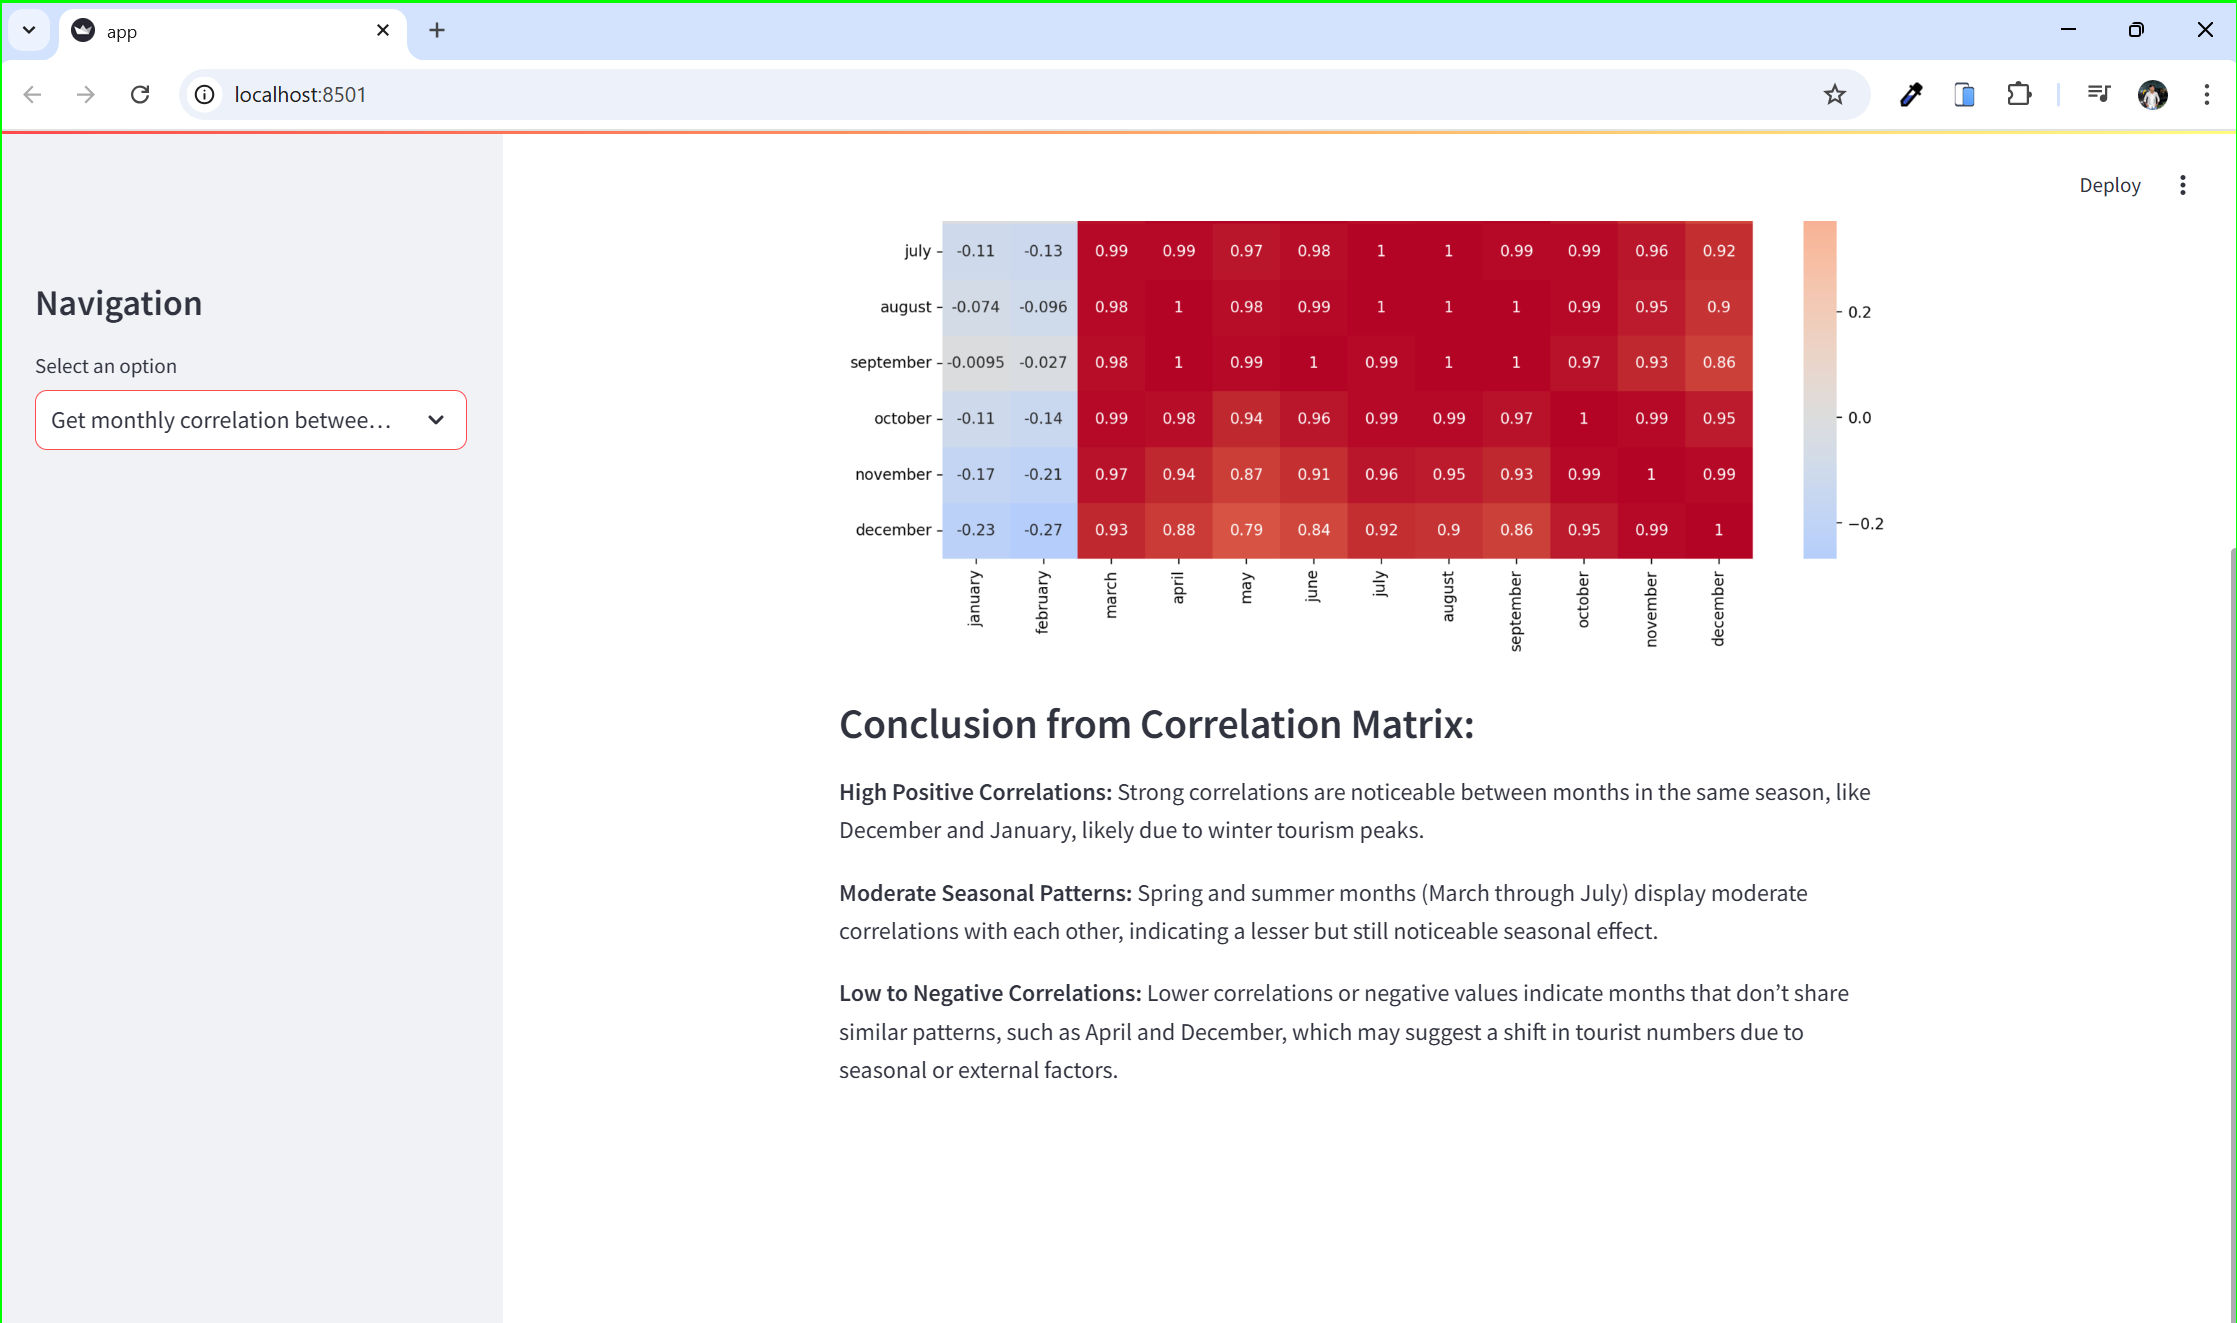 app
localhost:8501
Deploy
Navigation
Select an option
Get monthly correlation betwee...
july -0.11 -0.13 0.99 0.99 0.97 0.98 1 1 0.99 0.99 0.96 0.92
august -0.074 -0.096 0.98 1 0.98 0.99 1 1 1 0.99 0.95 0.9
september -0.0095 -0.027 0.98 1 0.99 1 0.99 1 1 0.97 0.93 0.86
october -0.11 -0.14 0.99 0.98 0.94 0.96 0.99 0.99 0.97 1 0.99 0.95
november -0.17 -0.21 0.97 0.94 0.87 0.91 0.96 0.95 0.93 0.99 1 0.99
december -0.23 -0.27 0.93 0.88 0.79 0.84 0.92 0.9 0.86 0.95 0.99 1
january february march april may june july august september october november december
0.2
0.0
−0.2
Conclusion from Correlation Matrix:
High Positive Correlations: Strong correlations are noticeable between months in the same season, like
December and January, likely due to winter tourism peaks.
Moderate Seasonal Patterns: Spring and summer months (March through July) display moderate
correlations with each other, indicating a lesser but still noticeable seasonal effect.
Low to Negative Correlations: Lower correlations or negative values indicate months that don’t share
similar patterns, such as April and December, which may suggest a shift in tourist numbers due to
seasonal or external factors.